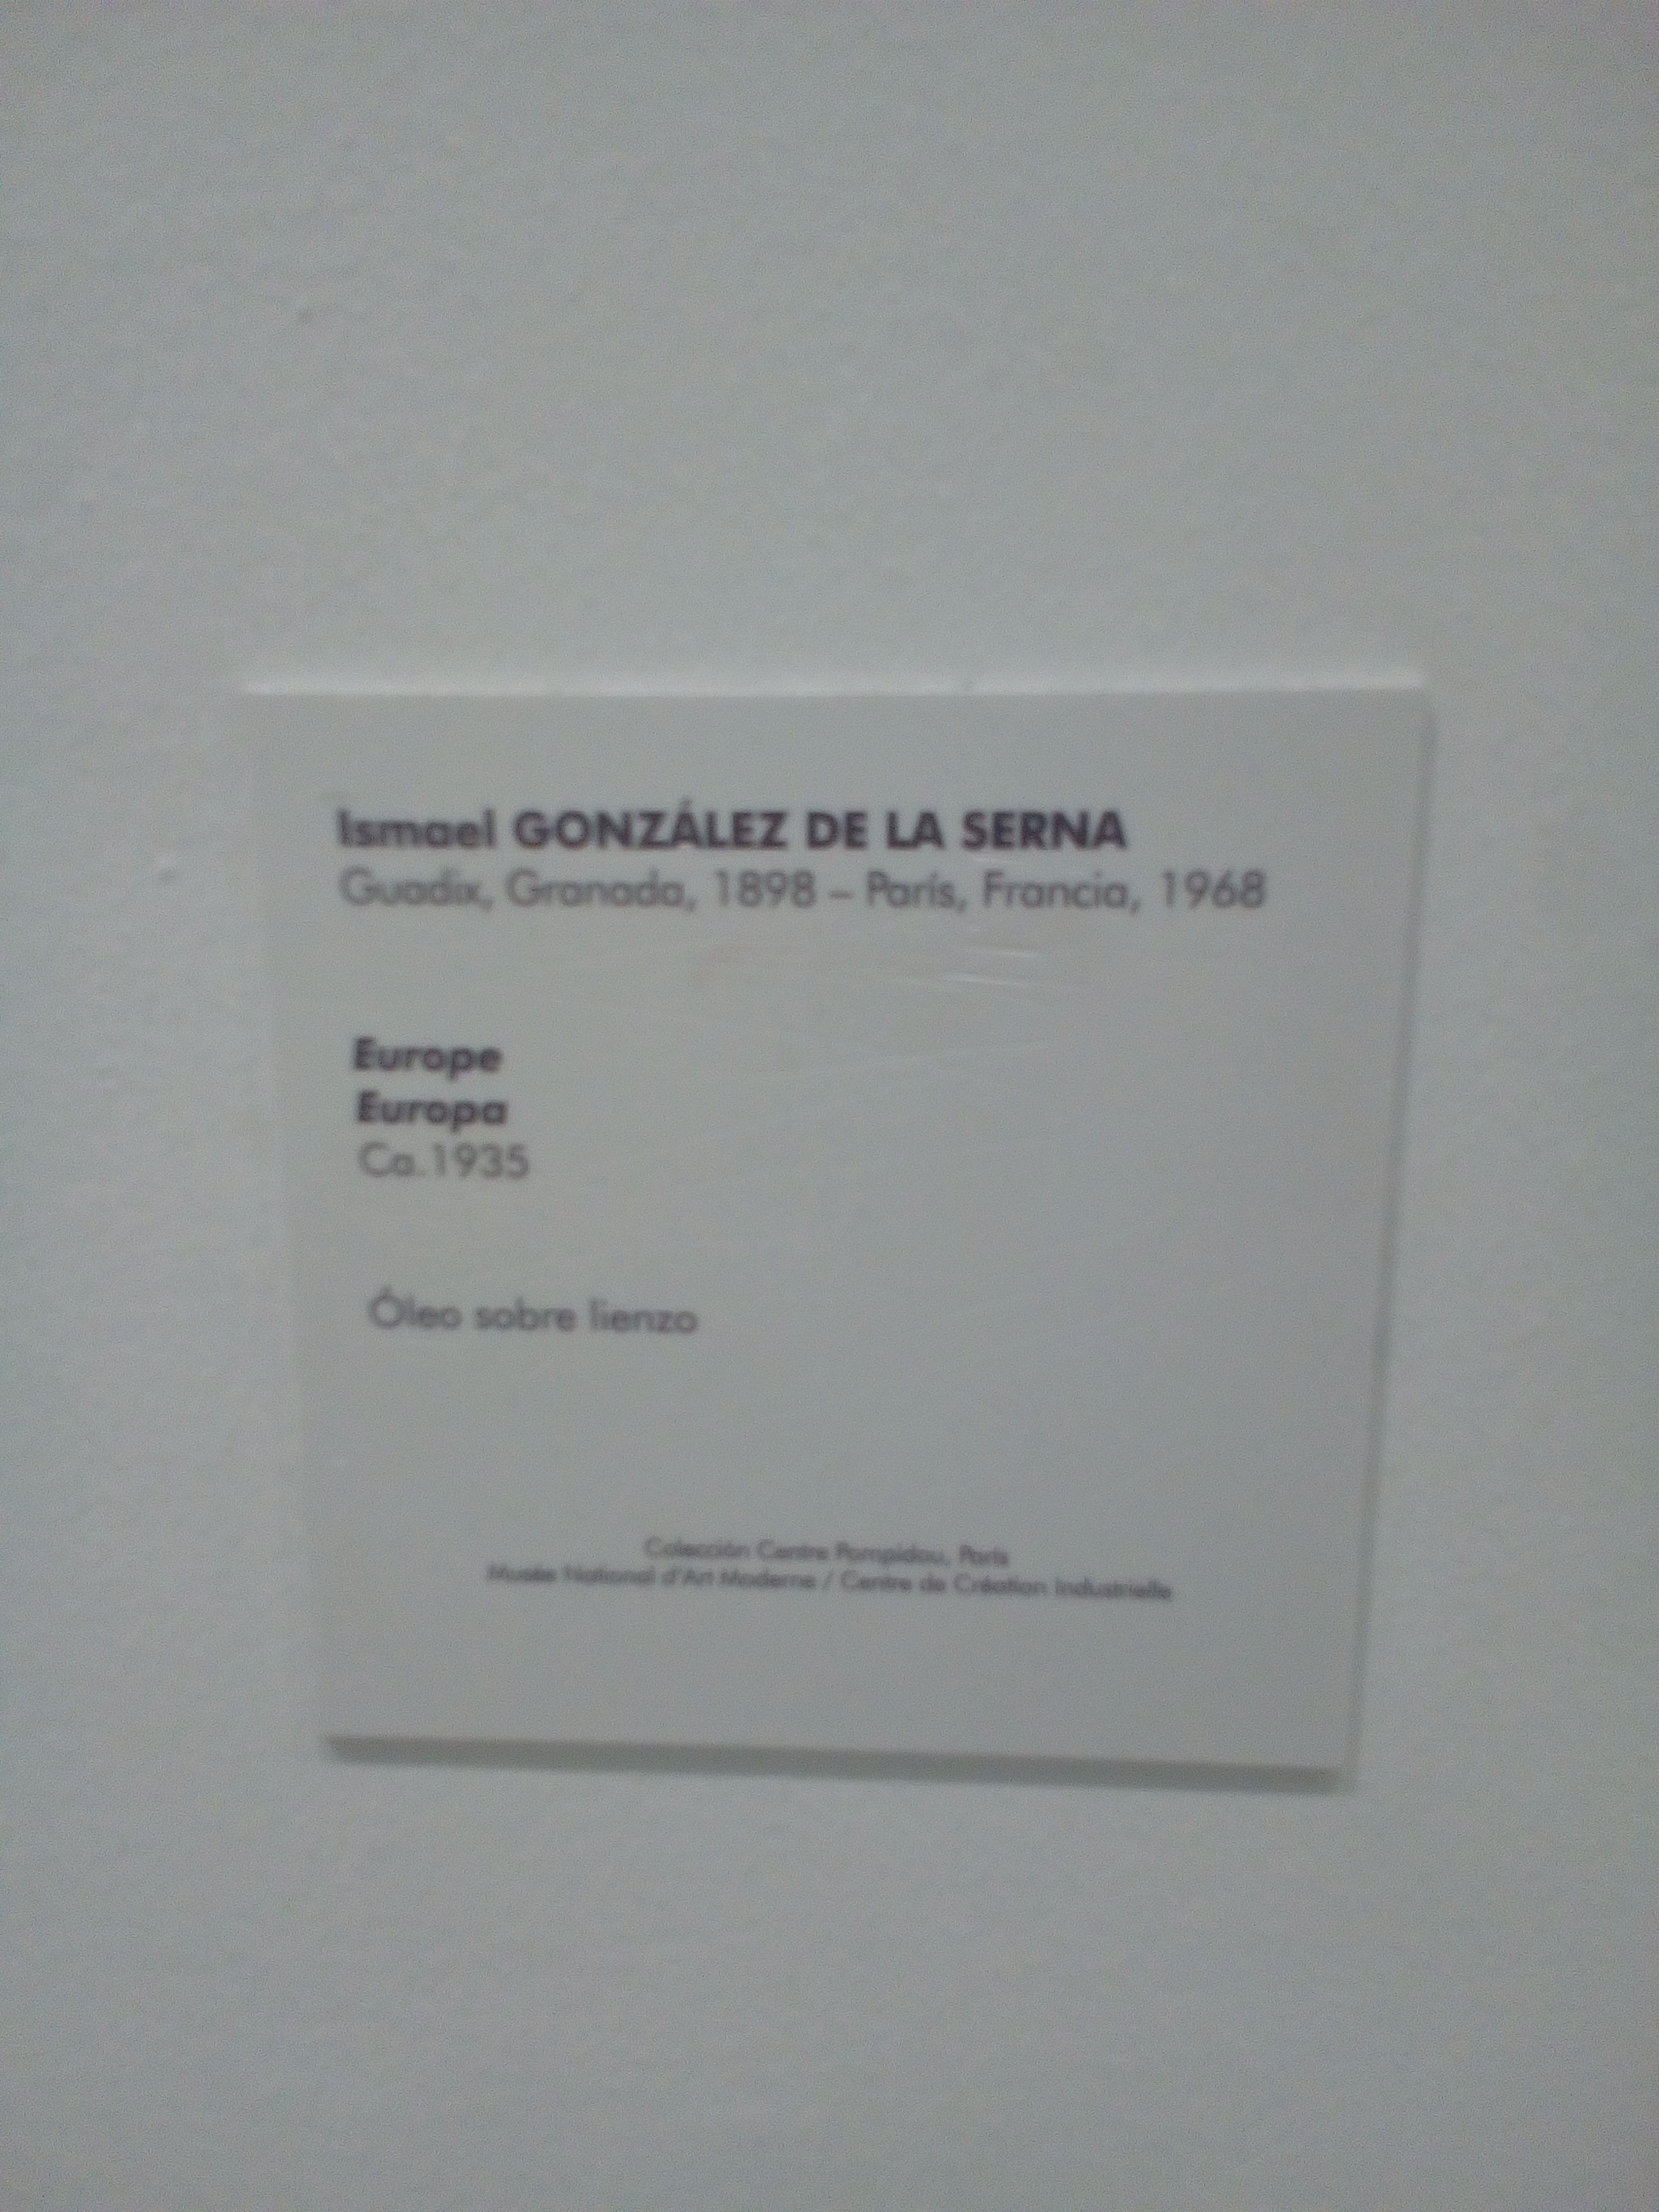 Ismael GONZÁLEZ DE LA SERNA
Guadix, Granada, 1898 – París, Francia, 1968
Europe
Europa
Ca.1935
Óleo sobre lienzo
Colección Centre Pompidou, París
Musée National d'Art Moderne / Centre de Création Industrielle